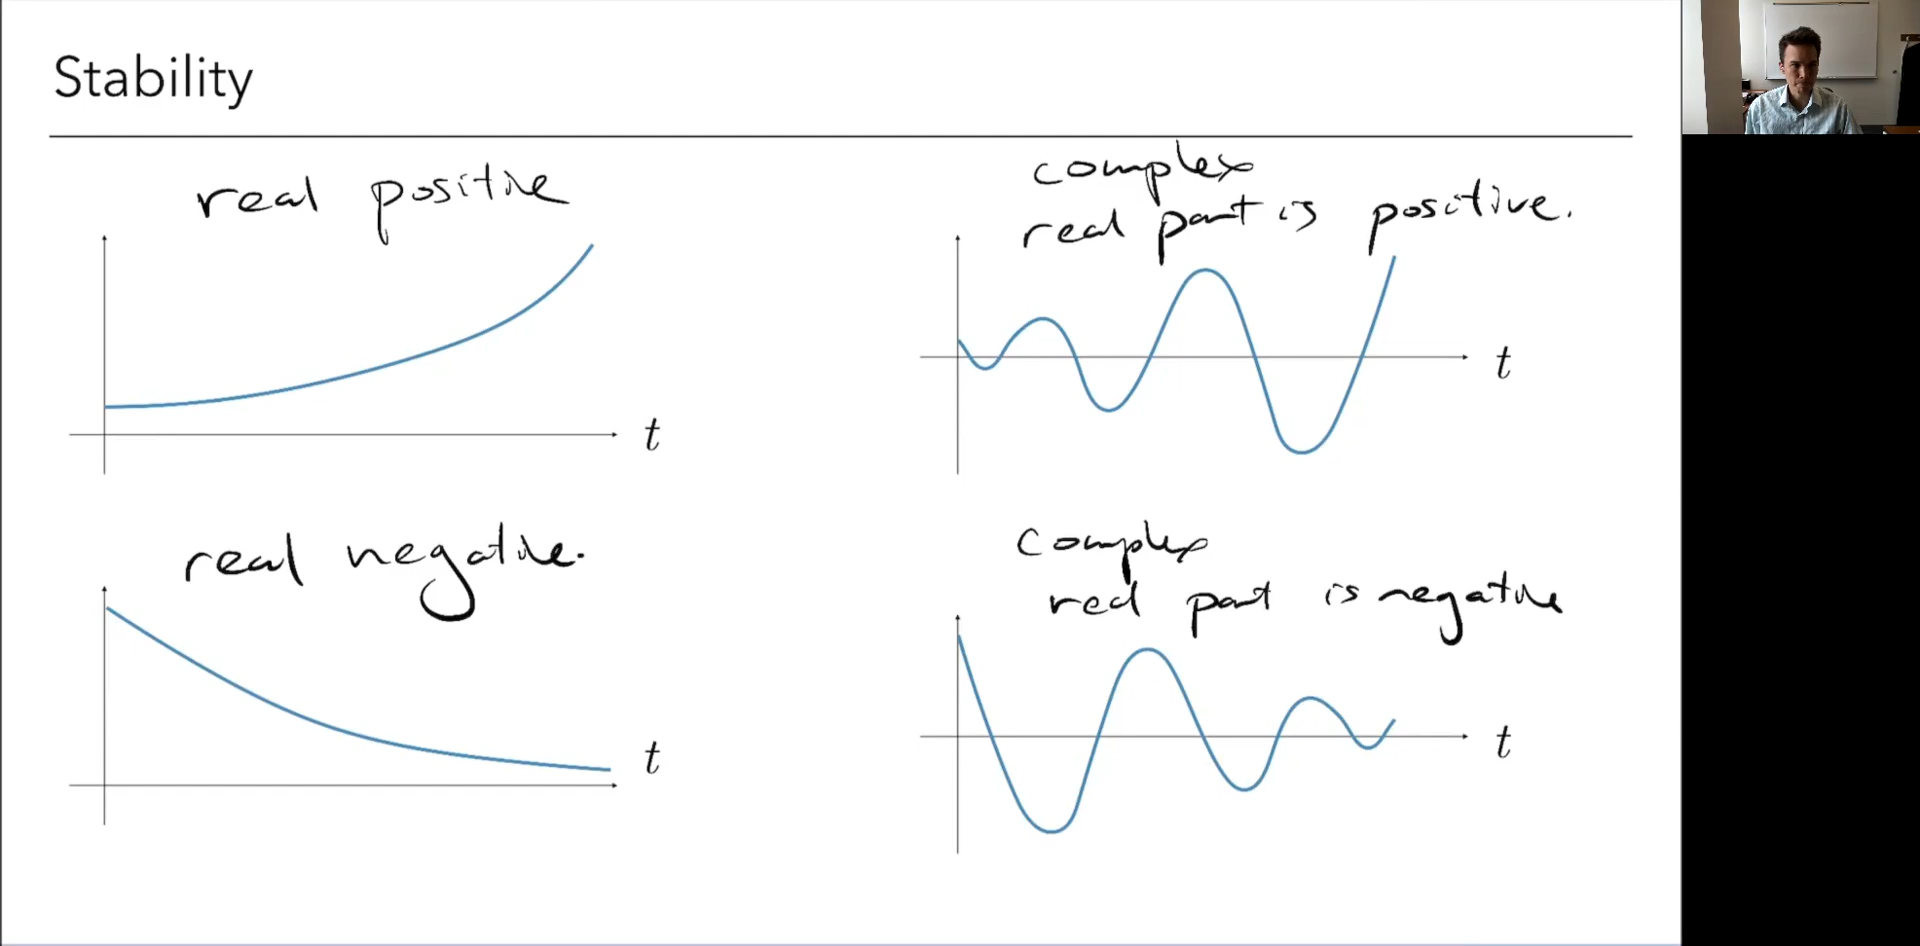 Stability
real positive
t
complex
real part is positive.
t
real negative.
t
complex
real part is negative
t